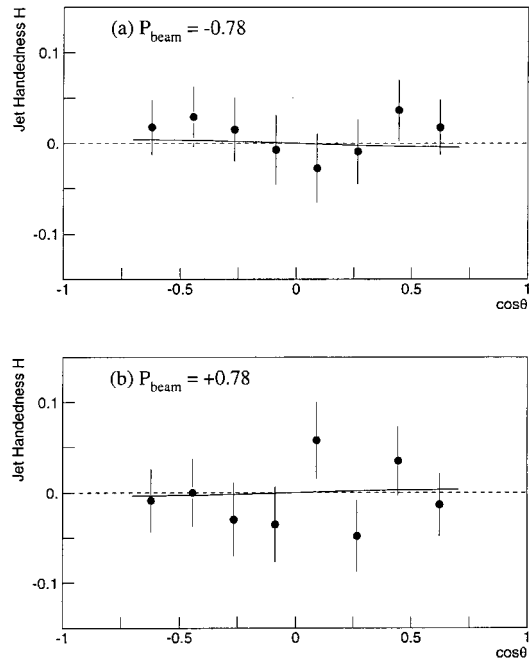 (a) P_beam = -0.78
Jet Handedness H
0.1
0.
-0.1
-1
-0.5
0
0.5
1
cosθ
(b) P_beam = +0.78
Jet Handedness H
0.1
0.
-0.1
-1
-0.5
0
0.5
1
cosθ